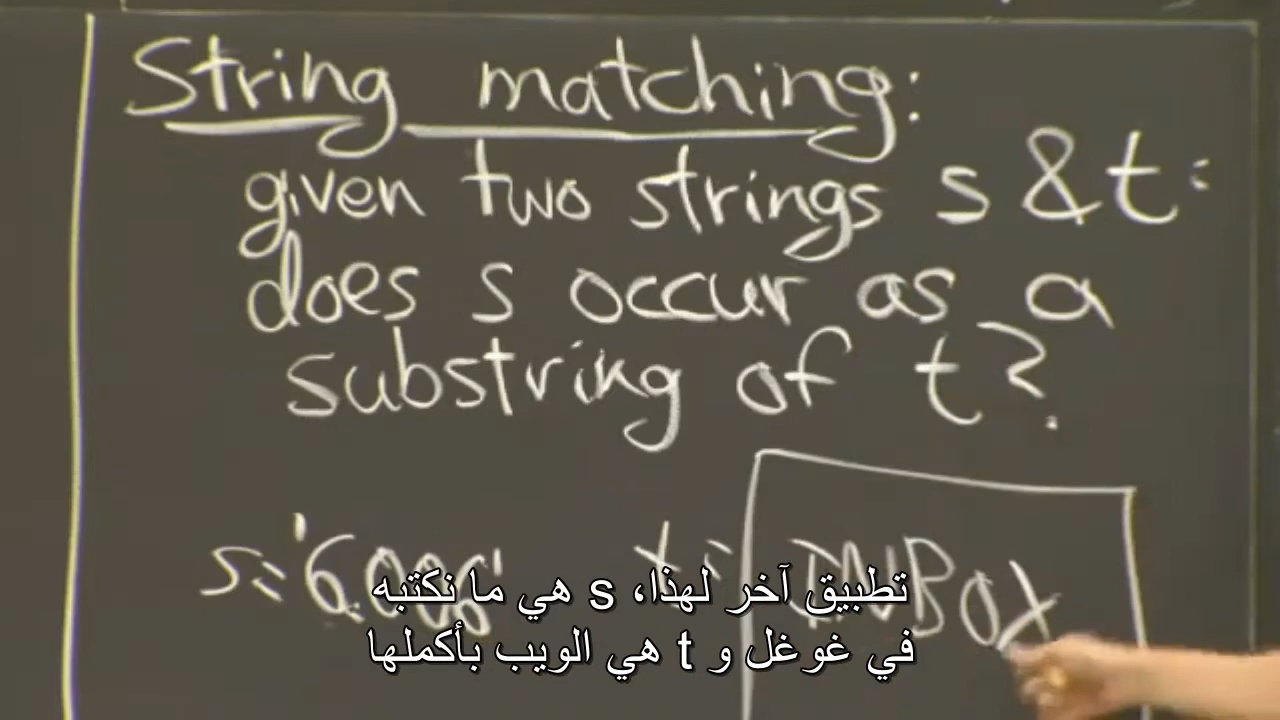 String matching:
given two strings s & t:
does s occur as a
substring of t?
s = '6.006' t = INBOX
تطبيق آخر لهذا، s هي ما نكتبه
في غوغل و t هي الويب بأكملها